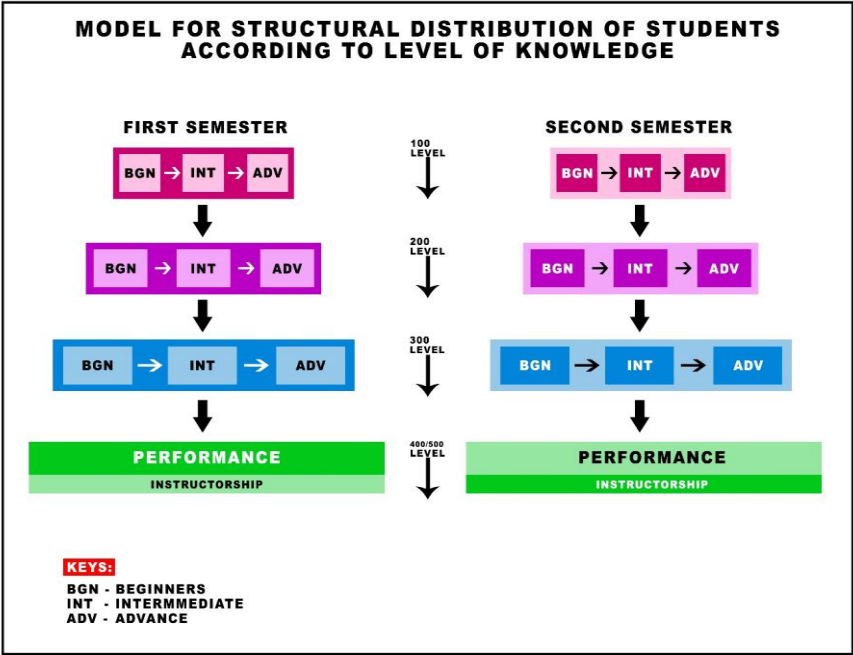 MODEL FOR STRUCTURAL DISTRIBUTION OF STUDENTS
ACCORDING TO LEVEL OF KNOWLEDGE
FIRST SEMESTER
SECOND SEMESTER
100
LEVEL
BGN → INT → ADV
BGN → INT → ADV
200
LEVEL
BGN → INT → ADV
BGN → INT → ADV
300
LEVEL
BGN → INT → ADV
BGN → INT → ADV
400/500
LEVEL
PERFORMANCE
INSTRUCTORSHIP
PERFORMANCE
INSTRUCTORSHIP
KEYS:
BGN - BEGINNERS
INT - INTERMMEDIATE
ADV - ADVANCE